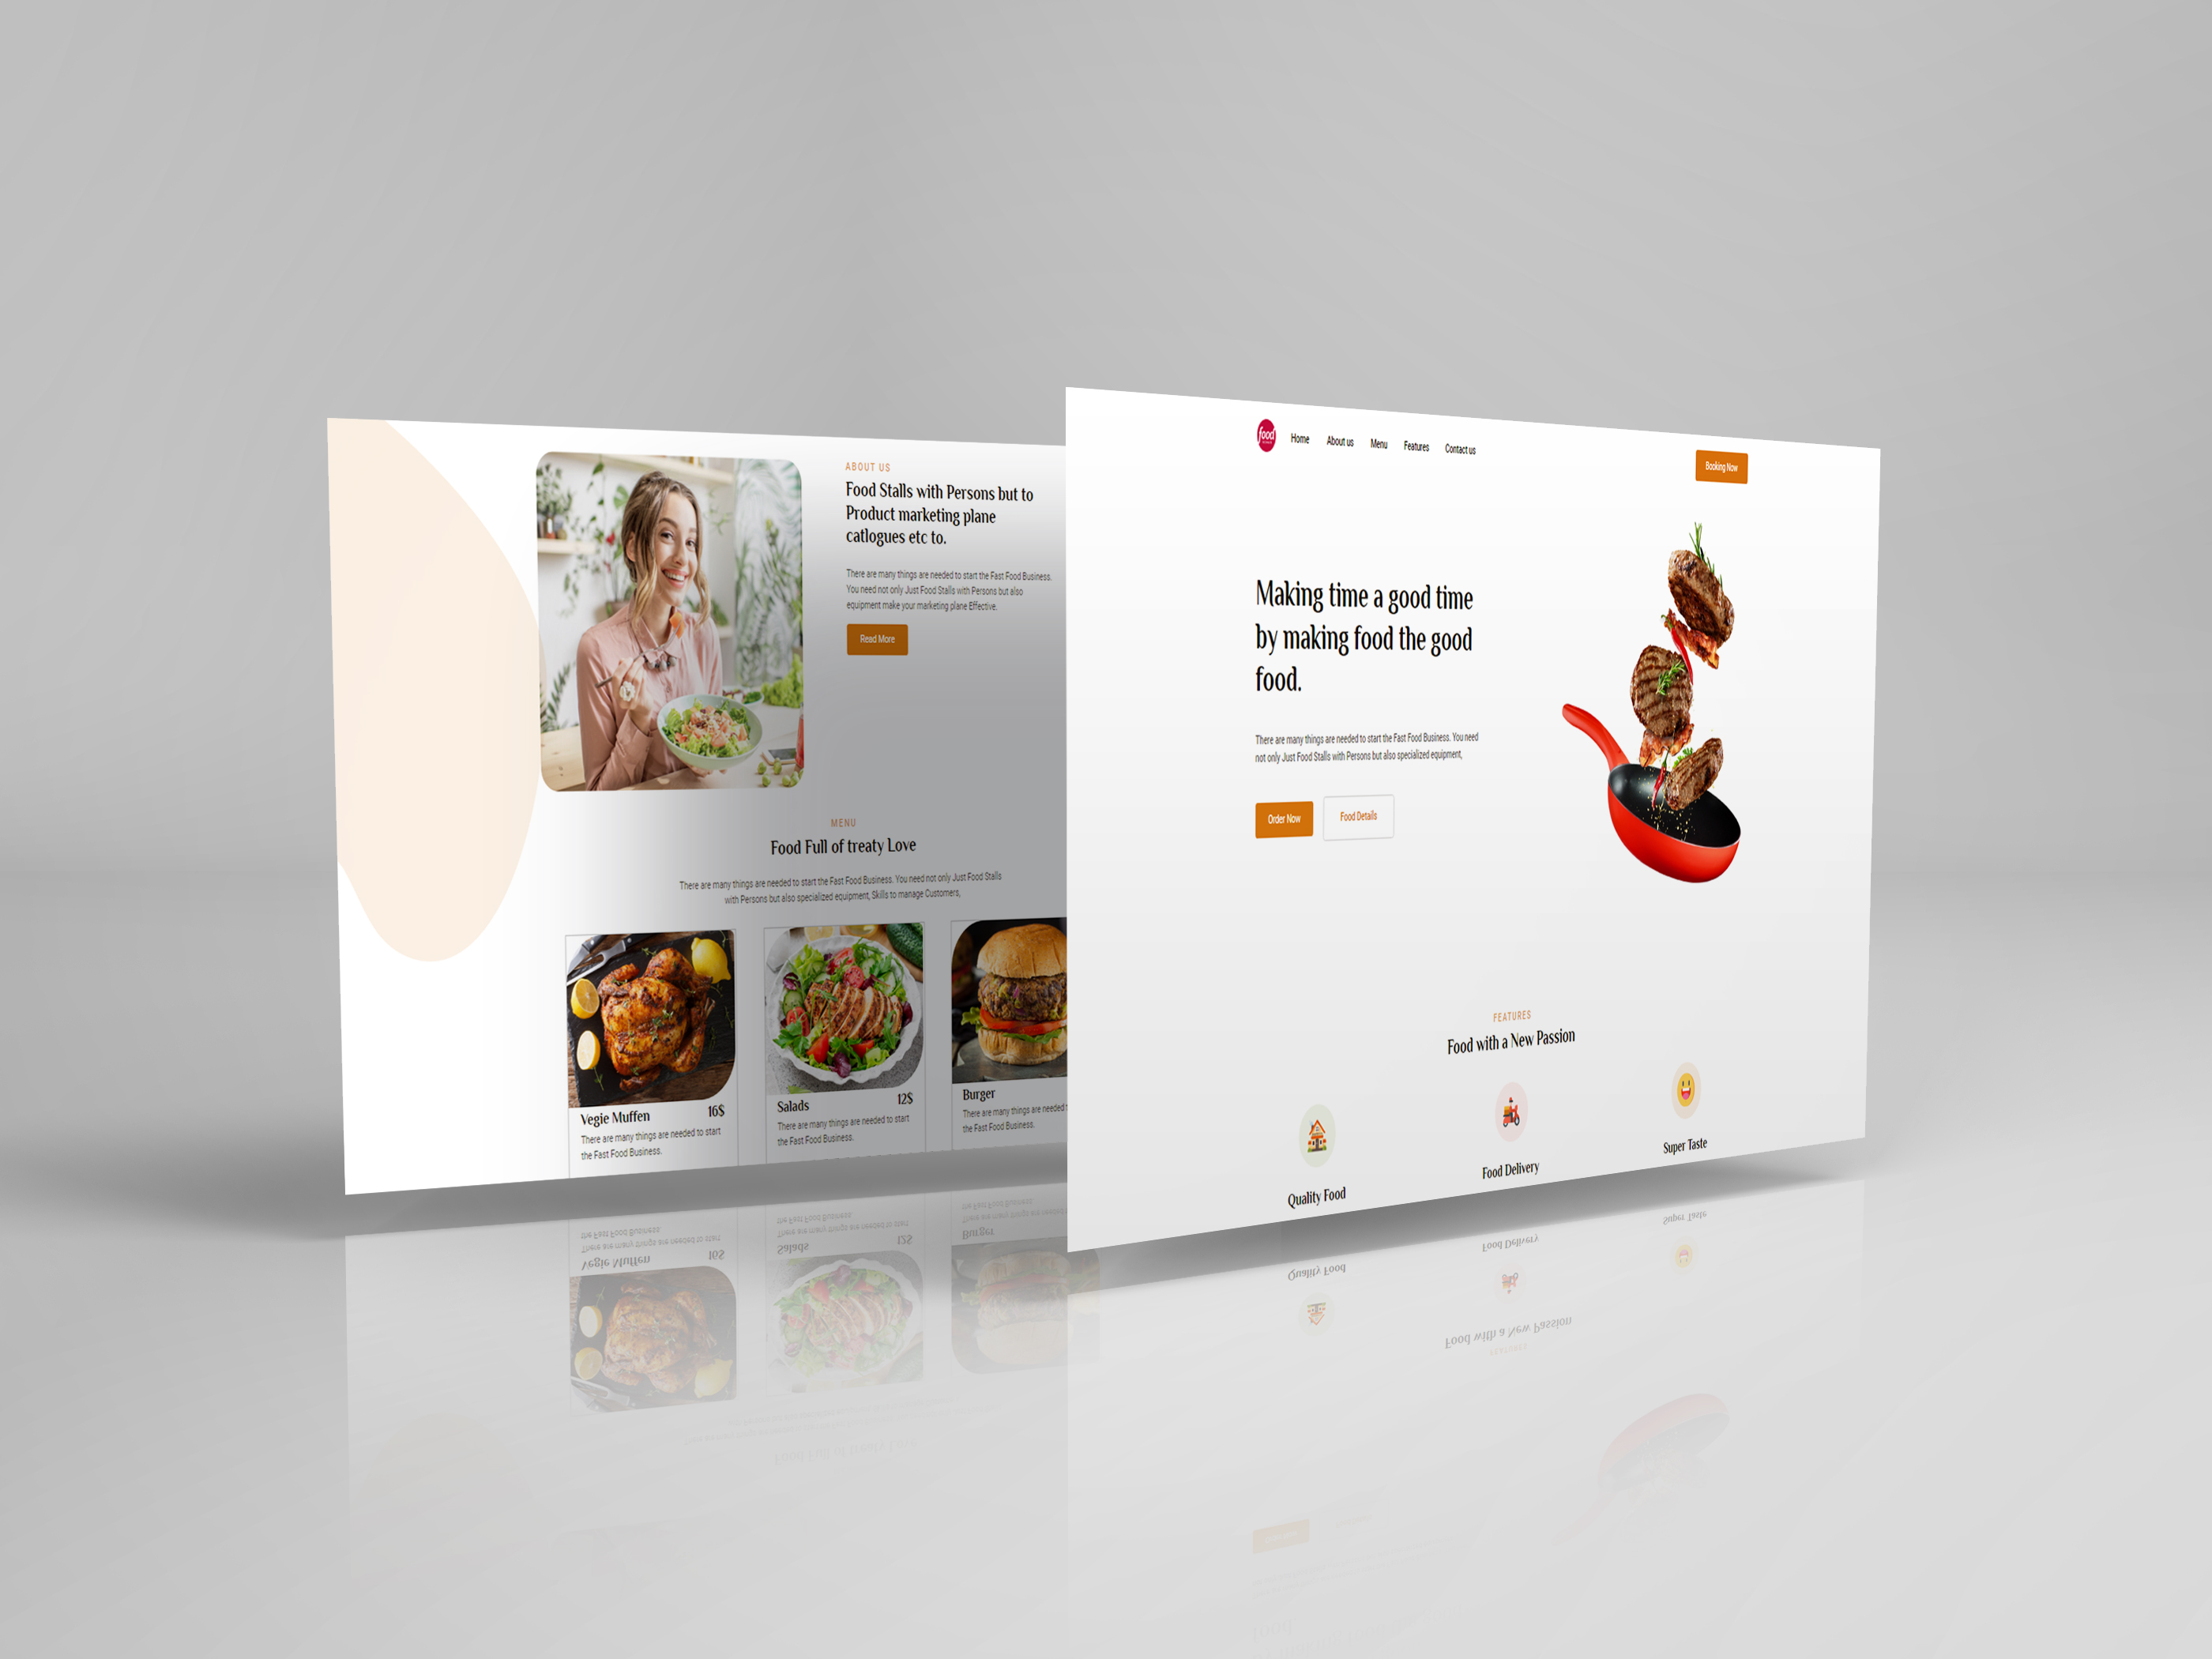 ABOUT US
Food Stalls with Persons but to
Product marketing plane
catlogues etc to.
There are many things are needed to start the Fast Food Business.
You need not only Just Food Stalls with Persons but also
equipment make your marketing plane Effective.
Read More
MENU
Food Full of treaty Love
There are many things are needed to start the Fast Food Business. You need not only Just Food Stalls
with Persons but also specialized equipment, Skills to manage Customers,
Vegie Muffen 16$
There are many things are needed to start
the Fast Food Business.
Salads 12$
There are many things are needed to start
the Fast Food Business.
Burger
There are many things are needed
the Fast Food Business.
food
Home About us Menu Features Contact us
Booking Now
Making time a good time
by making food the good
food.
There are many things are needed to start the Fast Food Business. You need
not only Just Food Stalls with Persons but also specialized equipment,
Order Now Food Details
FEATURES
Food with a New Passion
Quality Food
Food Delivery
Super Taste